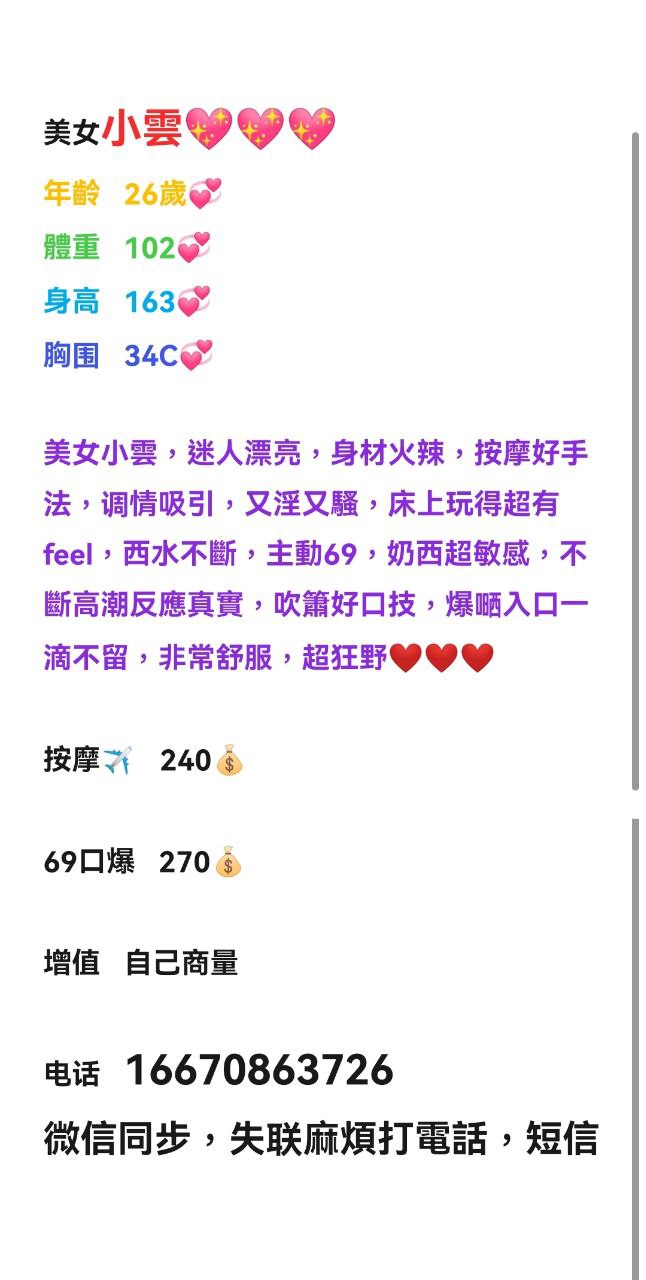 美女小雲💖💖💖
年齡 26歲💞
體重 102💞
身高 163💞
胸围 34C💞
美女小雲，迷人漂亮，身材火辣，按摩好手
法，调情吸引，又淫又騷，床上玩得超有
feel，西水不斷，主動69，奶西超敏感，不
斷高潮反應真實，吹簫好口技，爆嗮入口一
滴不留，非常舒服，超狂野❤️❤️❤️
按摩✈️ 240💰
69口爆 270💰
增值 自己商量
电话 16670863726
微信同步，失联麻煩打電話，短信